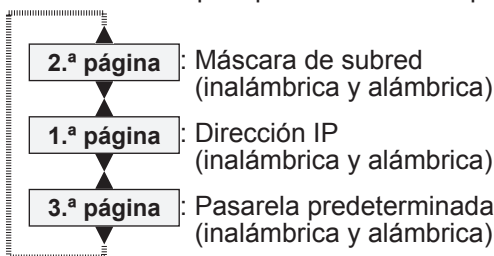 2.ª página : Máscara de subred
(inalámbrica y alámbrica)
1.ª página : Dirección IP
(inalámbrica y alámbrica)
3.ª página : Pasarela predeterminada
(inalámbrica y alámbrica)